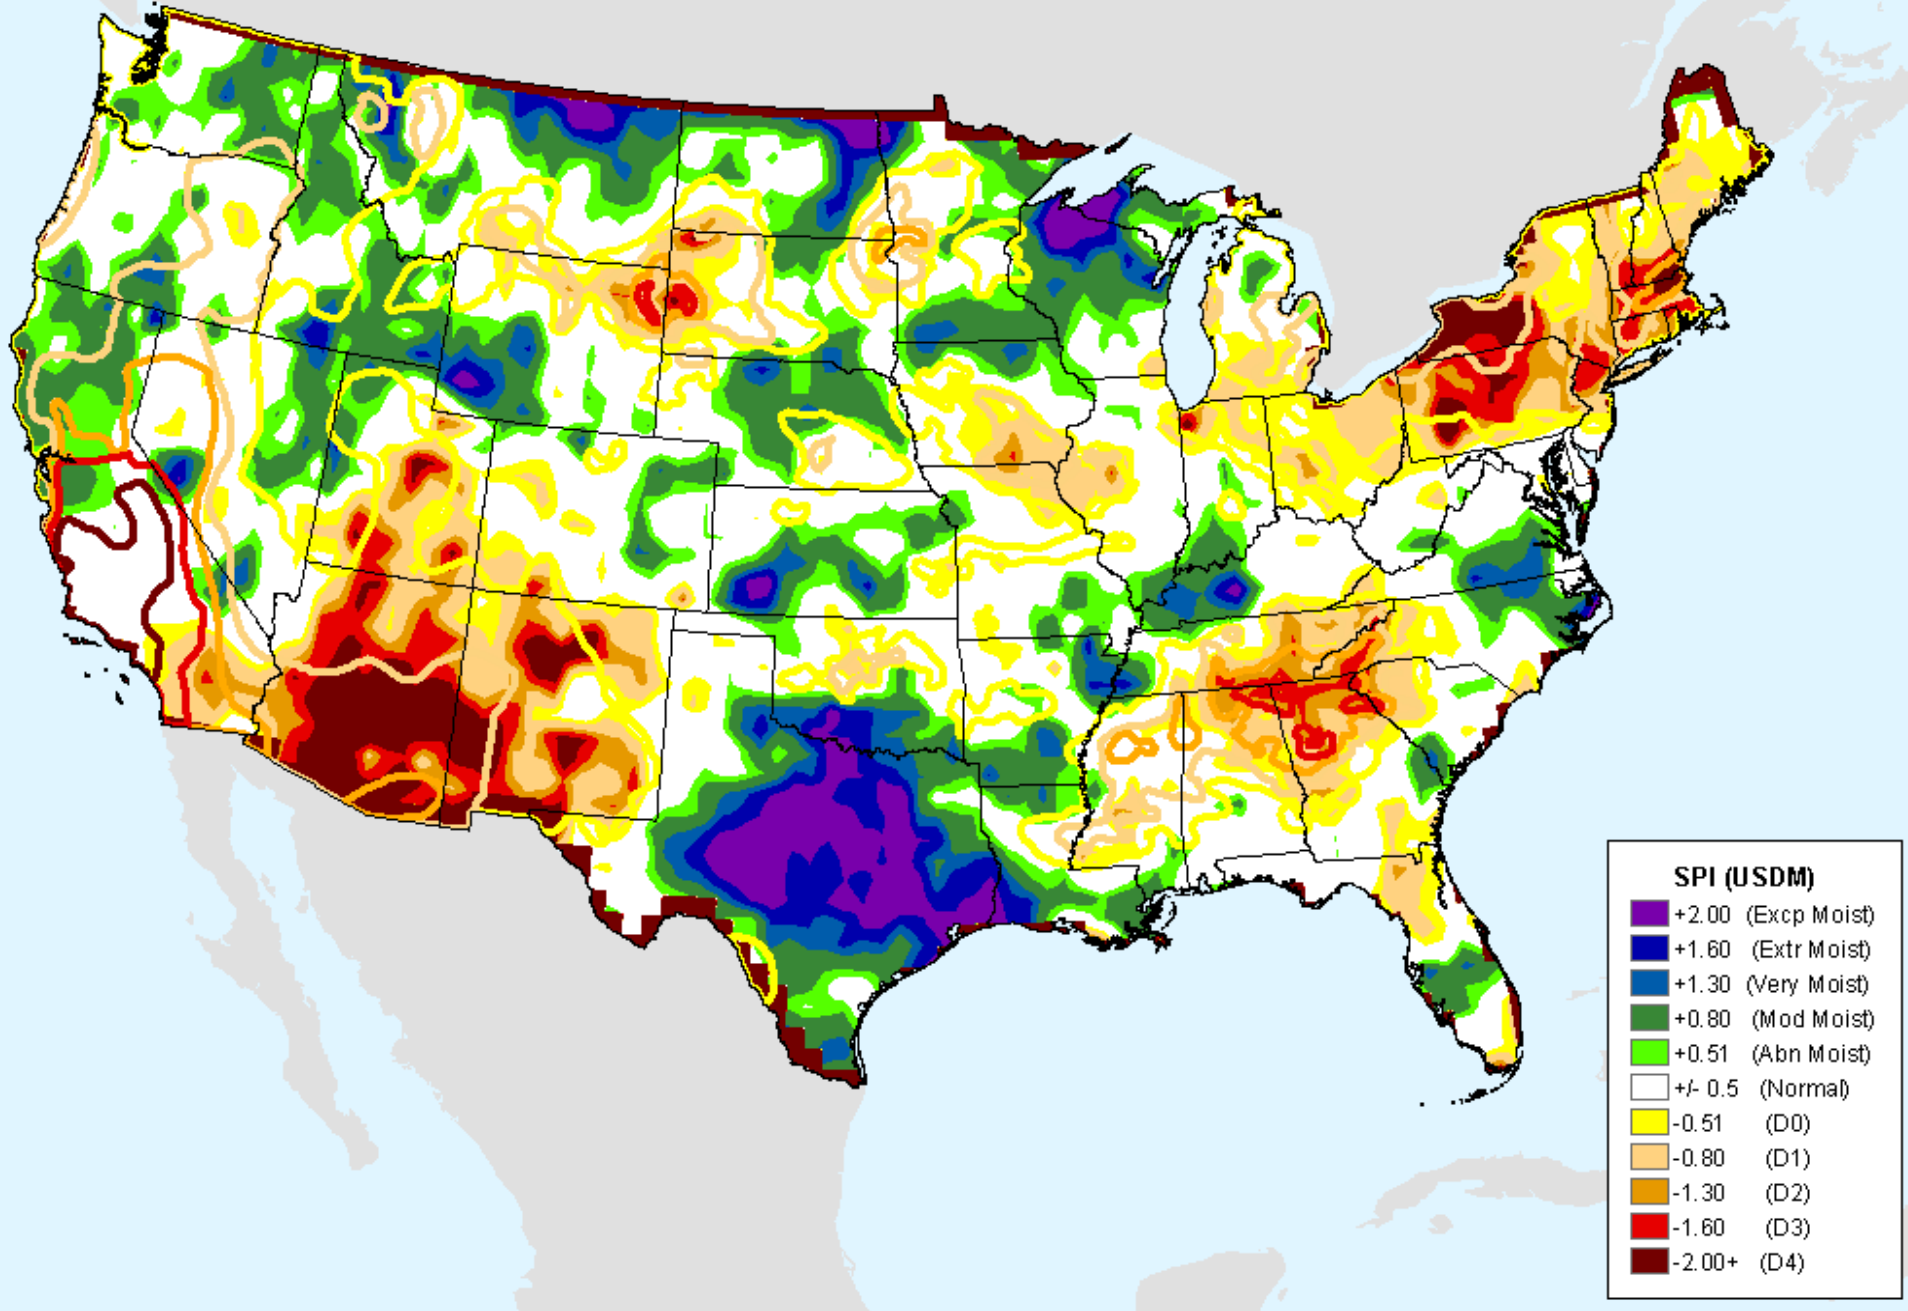 SPI (USDM)
+2.00 (Excp Moist)
+1.60 (Extr Moist)
+1.30 (Very Moist)
+0.80 (Mod Moist)
+0.51 (Abn Moist)
+/- 0.5 (Normal)
-0.51 (D0)
-0.80 (D1)
-1.30 (D2)
-1.60 (D3)
-2.00+ (D4)